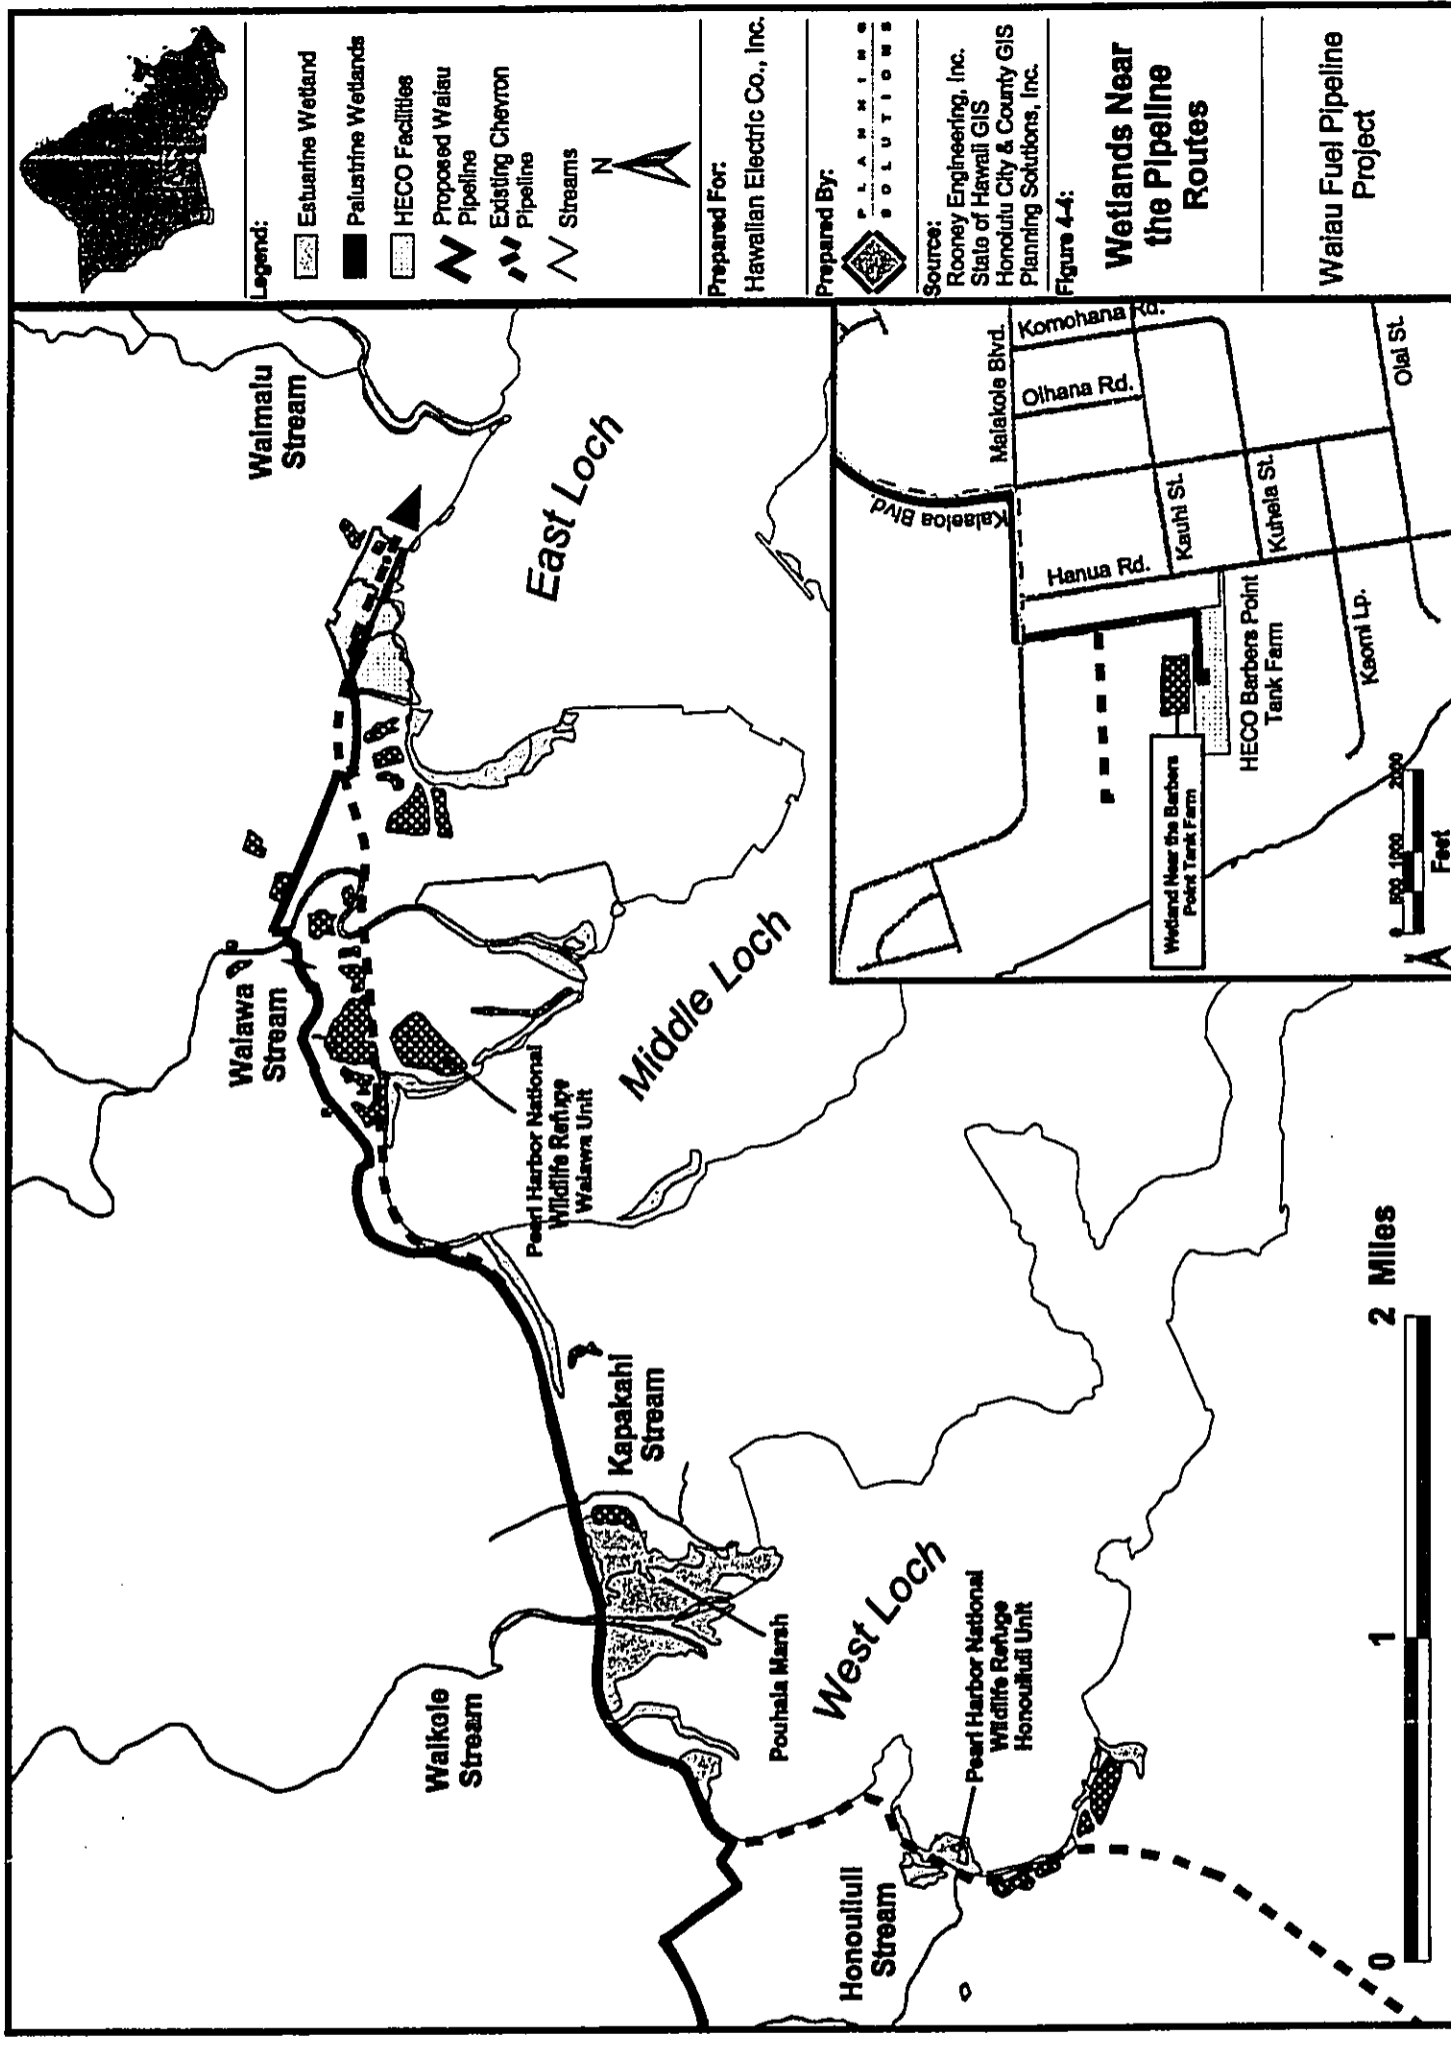 Waimalu
Stream
Waiawa
Stream
East Loch
Middle Loch
Pearl Harbor National
Wildlife Refuge
Waiawa Unit
Kapakahi
Stream
Waikele
Stream
Pouhala Marsh
West Loch
Pearl Harbor National
Wildlife Refuge
Honouliuli Unit
Honouliuli
Stream
0 1 2 Miles
Kalaeloa Blvd.
Malakole Blvd.
Komohana Rd.
Olhana Rd.
Hanua Rd.
Kauhi St.
Kuhela St.
Olai St.
Kaomi Lp.
HECO Barbers Point
Tank Farm
Wetland Near the Barbers
Point Tank Farm
0 500 1000 2000
Feet
Legend:
Estuarine Wetland
Palustrine Wetlands
HECO Facilities
Proposed Waiau
Pipeline
Existing Chevron
Pipeline
Streams
N
Prepared For:
Hawaiian Electric Co., Inc.
Prepared By:
PLANNING
SOLUTIONS
Source:
Rooney Engineering, Inc.
State of Hawaii GIS
Honolulu City & County GIS
Planning Solutions, Inc.
Figure 4-4:
Wetlands Near
the Pipeline
Routes
Waiau Fuel Pipeline
Project